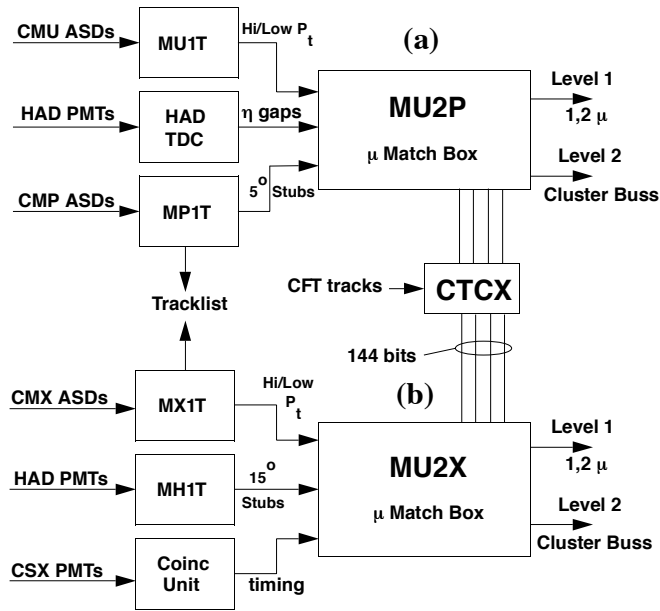 (a)
CMU ASDs
MU1T
Hi/Low P
t
HAD PMTs
HAD
TDC
η gaps
CMP ASDs
MP1T
5o Stubs
MU2P
μ Match Box
Level 1
1,2 μ
Level 2
Cluster Buss
Tracklist
CFT tracks
CTCX
144 bits
(b)
CMX ASDs
MX1T
Hi/Low
P
t
HAD PMTs
MH1T
15o
Stubs
CSX PMTs
Coinc
Unit
timing
MU2X
μ Match Box
Level 1
1,2 μ
Level 2
Cluster Buss